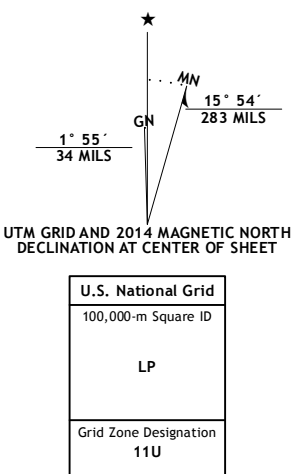 ★
MN
GN
15° 54´
283 MILS
1° 55´
34 MILS
UTM GRID AND 2014 MAGNETIC NORTH
DECLINATION AT CENTER OF SHEET
U.S. National Grid
100,000-m Square ID
LP
Grid Zone Designation
11U